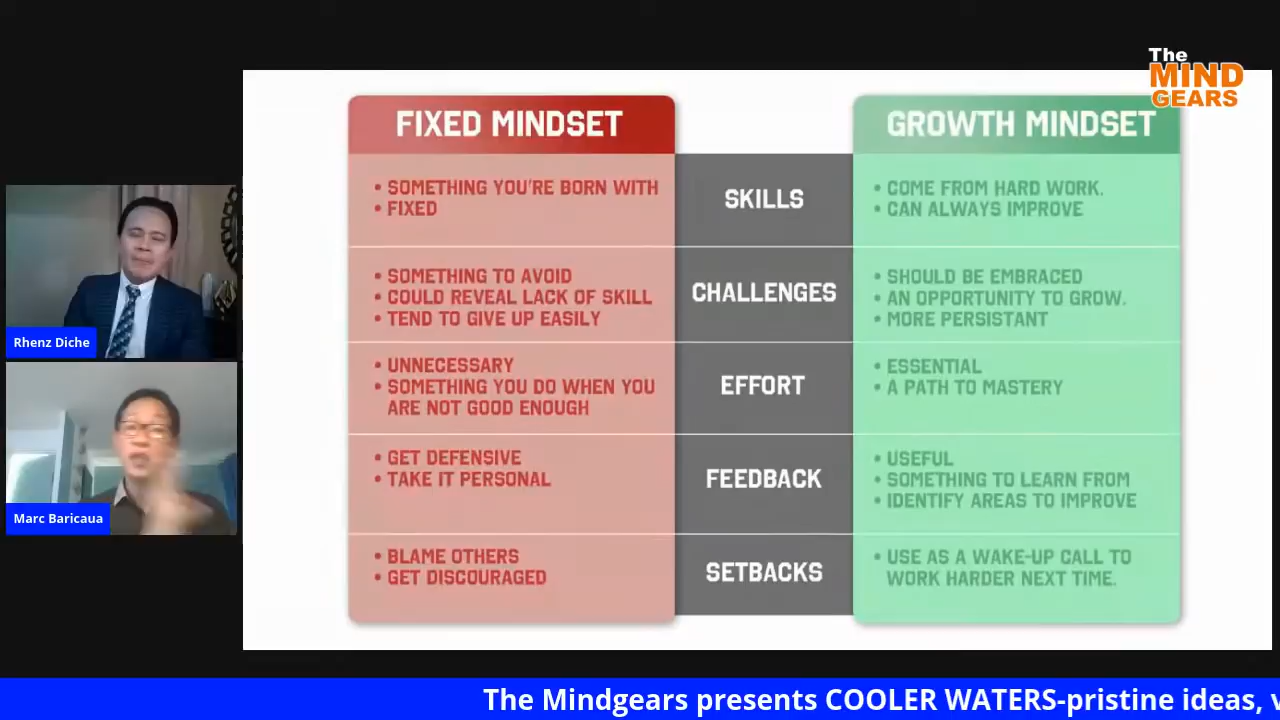 The
MIND
GEARS
FIXED MINDSET
GROWTH MINDSET
• SOMETHING YOU'RE BORN WITH
• FIXED
SKILLS
• COME FROM HARD WORK.
• CAN ALWAYS IMPROVE
• SOMETHING TO AVOID
• COULD REVEAL LACK OF SKILL
• TEND TO GIVE UP EASILY
CHALLENGES
• SHOULD BE EMBRACED
• AN OPPORTUNITY TO GROW.
• MORE PERSISTANT
• UNNECESSARY
• SOMETHING YOU DO WHEN YOU
ARE NOT GOOD ENOUGH
EFFORT
• ESSENTIAL
• A PATH TO MASTERY
• GET DEFENSIVE
• TAKE IT PERSONAL
FEEDBACK
• USEFUL
• SOMETHING TO LEARN FROM
• IDENTIFY AREAS TO IMPROVE
• BLAME OTHERS
• GET DISCOURAGED
SETBACKS
• USE AS A WAKE-UP CALL TO
WORK HARDER NEXT TIME.
Rhenz Diche
Marc Baricaua
The Mindgears presents COOLER WATERS-pristine ideas,